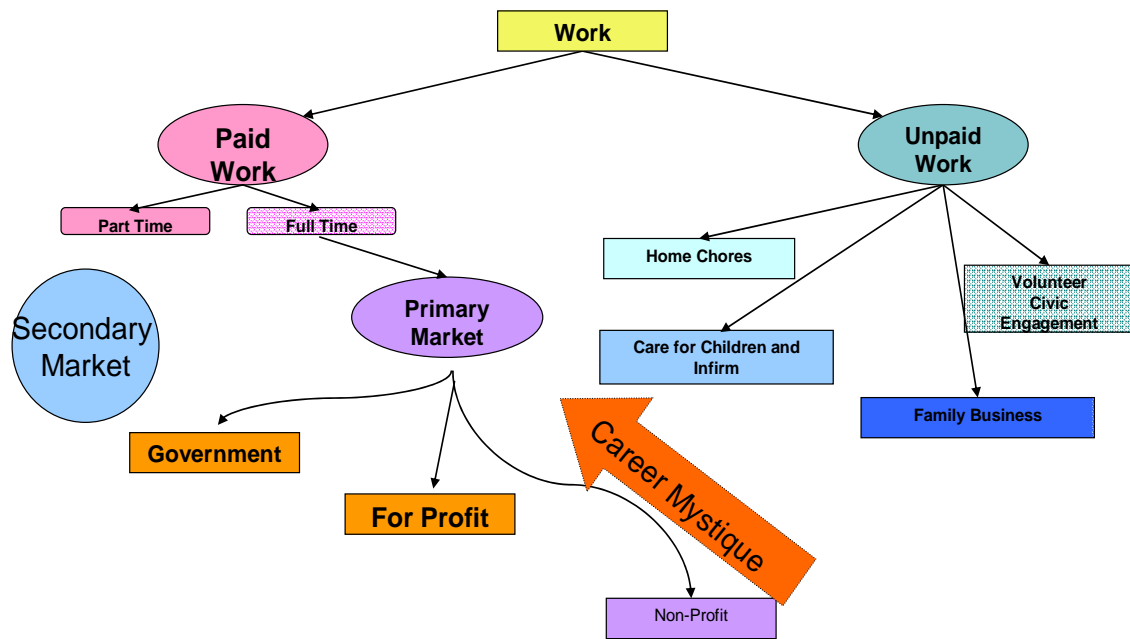 Work
Paid
Work
Unpaid
Work
Part Time
Full Time
Home Chores
Volunteer
Civic
Engagement
Secondary
Market
Primary
Market
Care for Children and
Infirm
Family Business
Government
Career Mystique
For Profit
Non-Profit